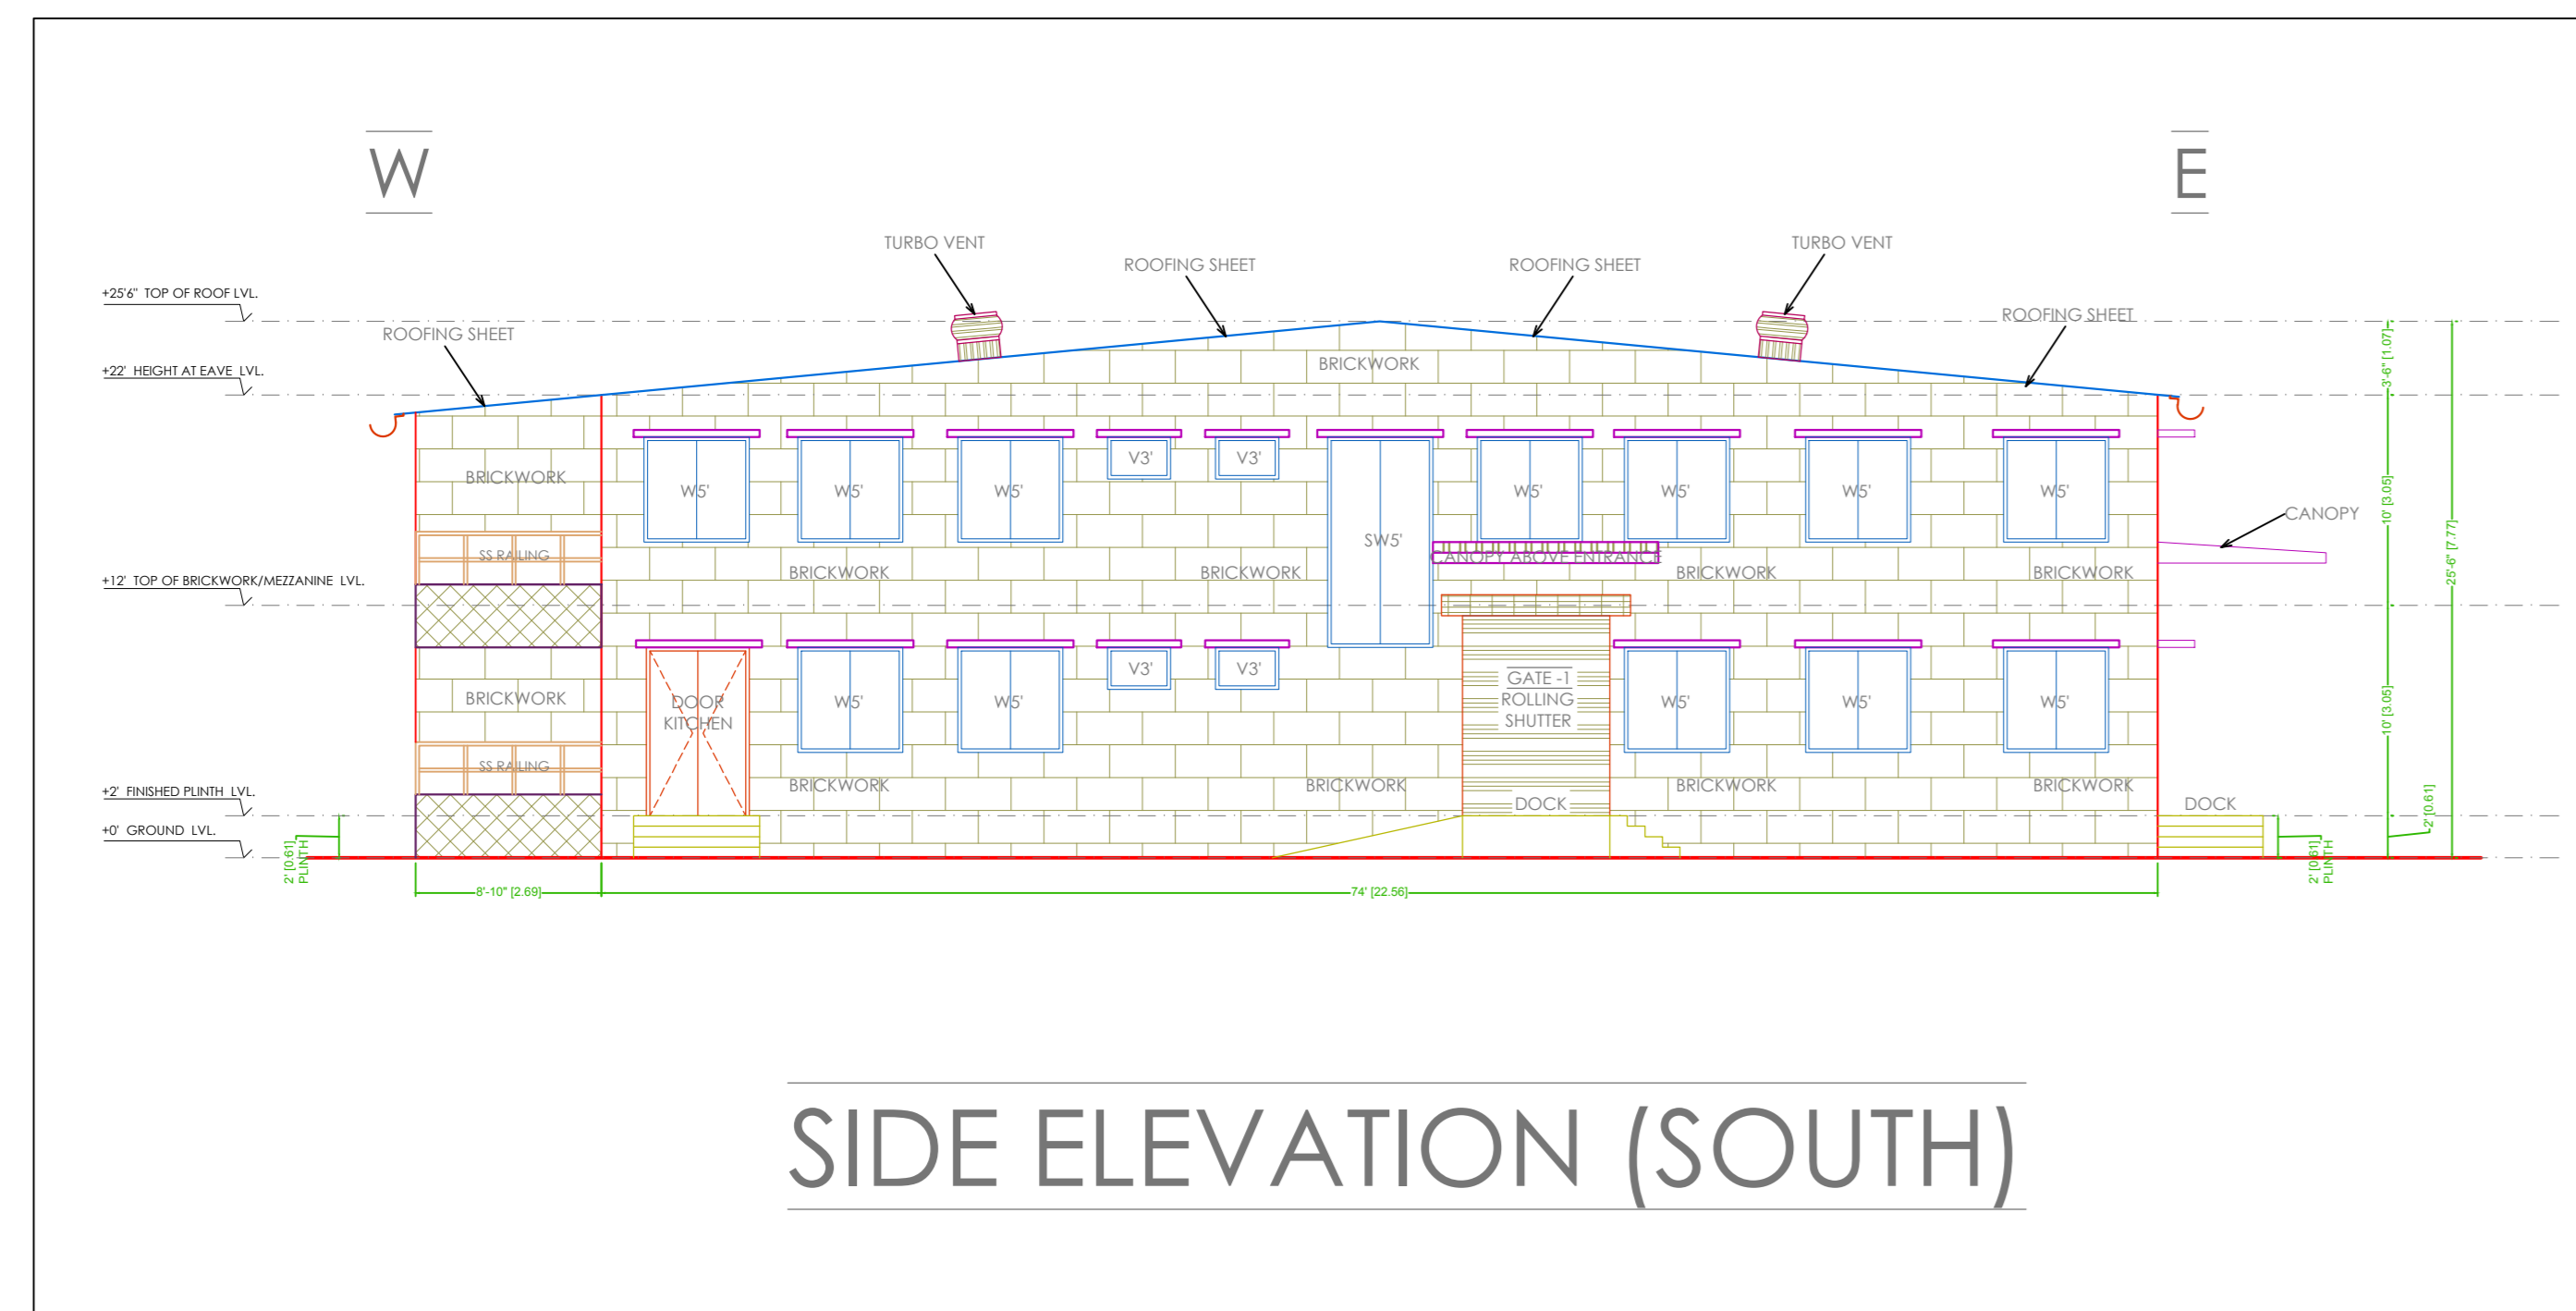 W
E
TURBO VENT
TURBO VENT
ROOFING SHEET
ROOFING SHEET
+25'6" TOP OF ROOF LVL.
ROOFING SHEET
ROOFING SHEET
BRICKWORK
+22' HEIGHT AT EAVE LVL.
3'-6" [1.07]
V3'
V3'
BRICKWORK
W5'
W5'
W5'
W5'
W5'
W5'
W5'
10' [3.05]
CANOPY
SW5'
SS RAILING
CANOPY ABOVE ENTRANCE
25'-6" [7.77]
+12' TOP OF BRICKWORK/MEZZANINE LVL.
BRICKWORK
BRICKWORK
BRICKWORK
BRICKWORK
V3'
V3'
GATE -1
ROLLING
SHUTTER
BRICKWORK
DOOR
KITCHEN
W5'
W5'
W5'
W5'
W5'
10' [3.05]
SS RAILING
BRICKWORK
BRICKWORK
BRICKWORK
BRICKWORK
+2' FINISHED PLINTH LVL.
DOCK
DOCK
2' [0.61]
+0' GROUND LVL.
2' [0.61]
PLINTH
2' [0.61]
PLINTH
8'-10" [2.69]
74' [22.56]
SIDE ELEVATION (SOUTH)